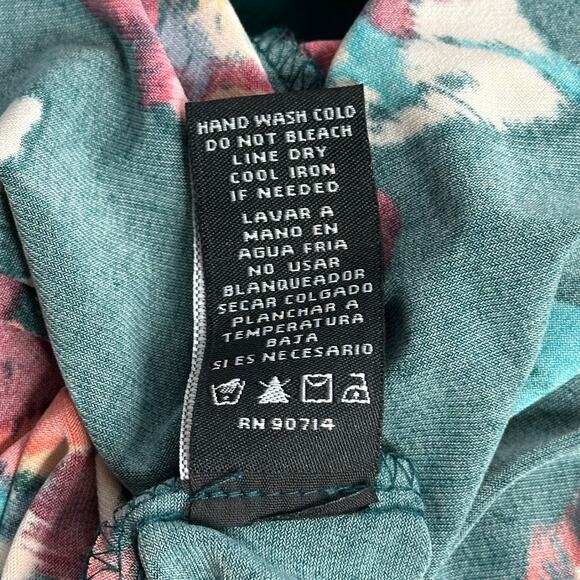 HAND WASH COLD
DO NOT BLEACH
LINE DRY
COOL IRON
IF NEEDED
LAVAR A
MANO EN
AGUA FRIA
NO USAR
BLANQUEADOR
SECAR COLGADO
PLANCHAR A
TEMPERATURA
BAJA
SI ES NECESARIO
RN 90714